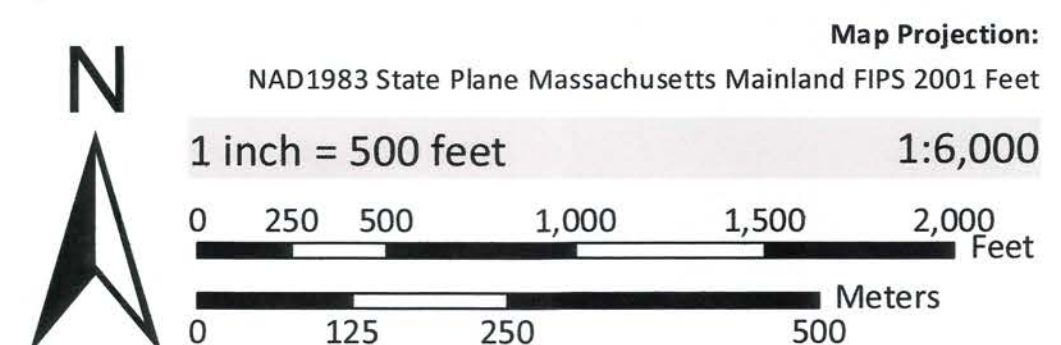 Map Projection:
N
NAD1983 State Plane Massachusetts Mainland FIPS 2001 Feet
1 inch = 500 feet 1:6,000
0 250 500 1,000 1,500 2,000
Feet
Meters
0 125 250 500